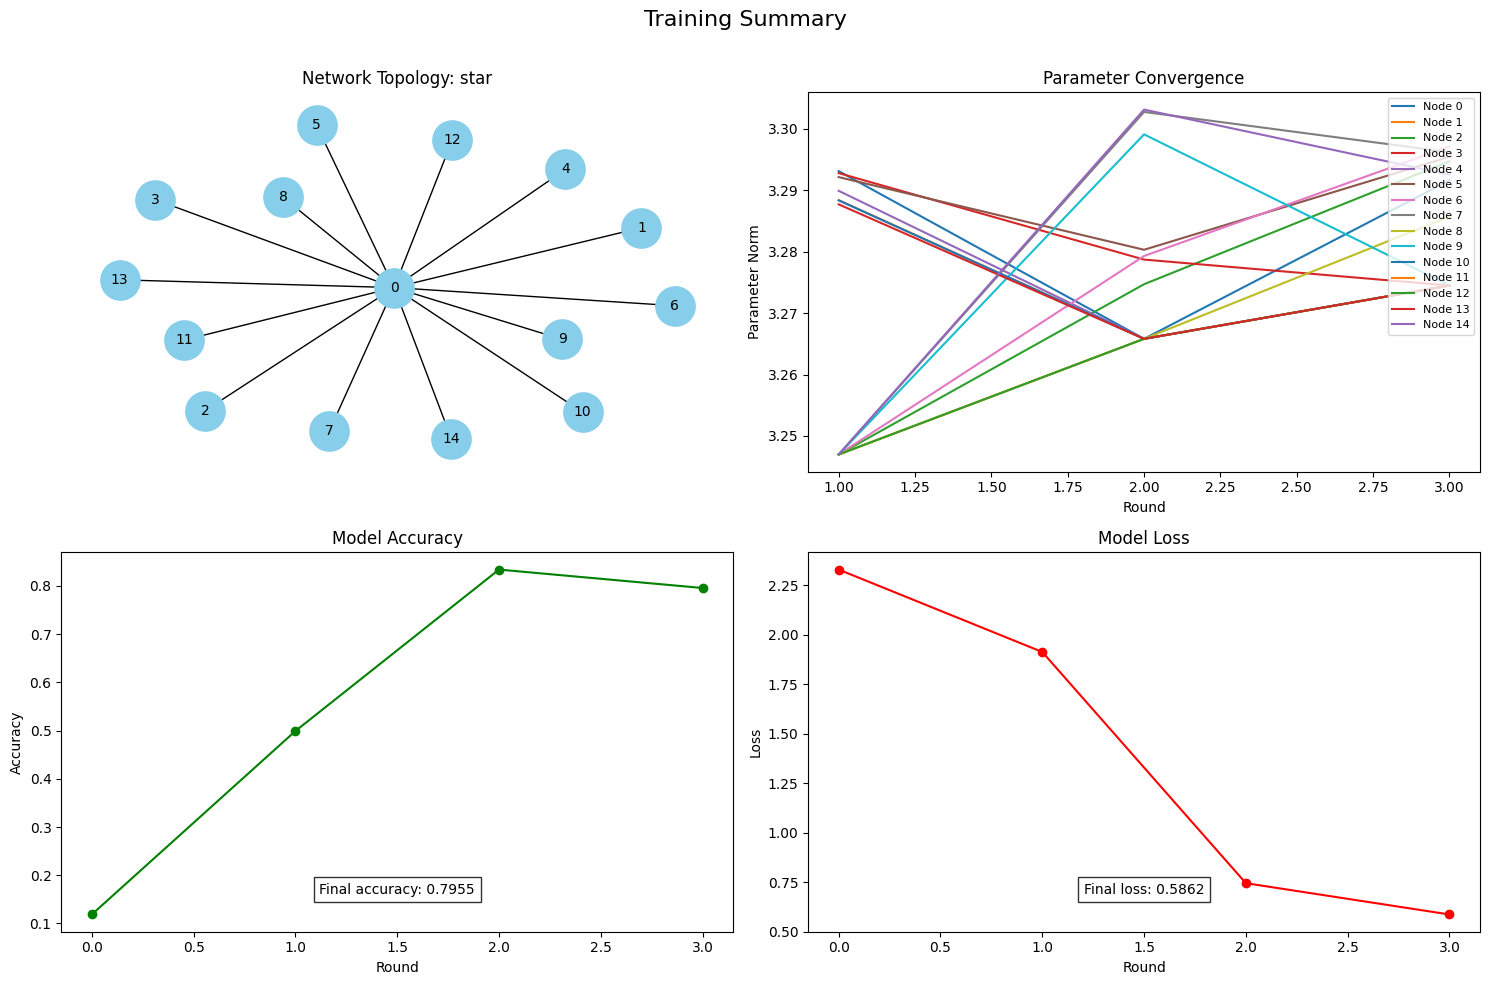 Training Summary
Network Topology: star
5
12
4
3
8
1
13
0
6
11
9
2
10
7
14
Parameter Convergence
Parameter Norm
3.30
3.29
3.28
3.27
3.26
3.25
1.00 1.25 1.50 1.75 2.00 2.25 2.50 2.75 3.00
Round
Node 0
Node 1
Node 2
Node 3
Node 4
Node 5
Node 6
Node 7
Node 8
Node 9
Node 10
Node 11
Node 12
Node 13
Node 14
Model Accuracy
Accuracy
0.8
0.7
0.6
0.5
0.4
0.3
0.2
0.1
Final accuracy: 0.7955
0.0 0.5 1.0 1.5 2.0 2.5 3.0
Round
Model Loss
Loss
2.25
2.00
1.75
1.50
1.25
1.00
0.75
0.50
Final loss: 0.5862
0.0 0.5 1.0 1.5 2.0 2.5 3.0
Round